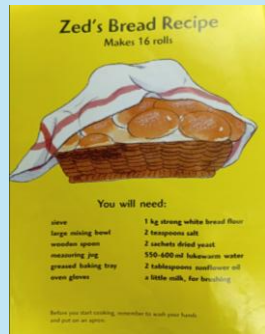 Zed's Bread Recipe
Makes 16 rolls
You will need:
sieve
large mixing bowl
wooden spoon
measuring jug
greased baking tray
oven gloves
1 kg strong white bread flour
2 teaspoons salt
2 sachets dried yeast
550-600 ml lukewarm water
2 tablespoons sunflower oil
a little milk, for brushing
Before you start cooking, remember to wash your hands
and put on an apron.